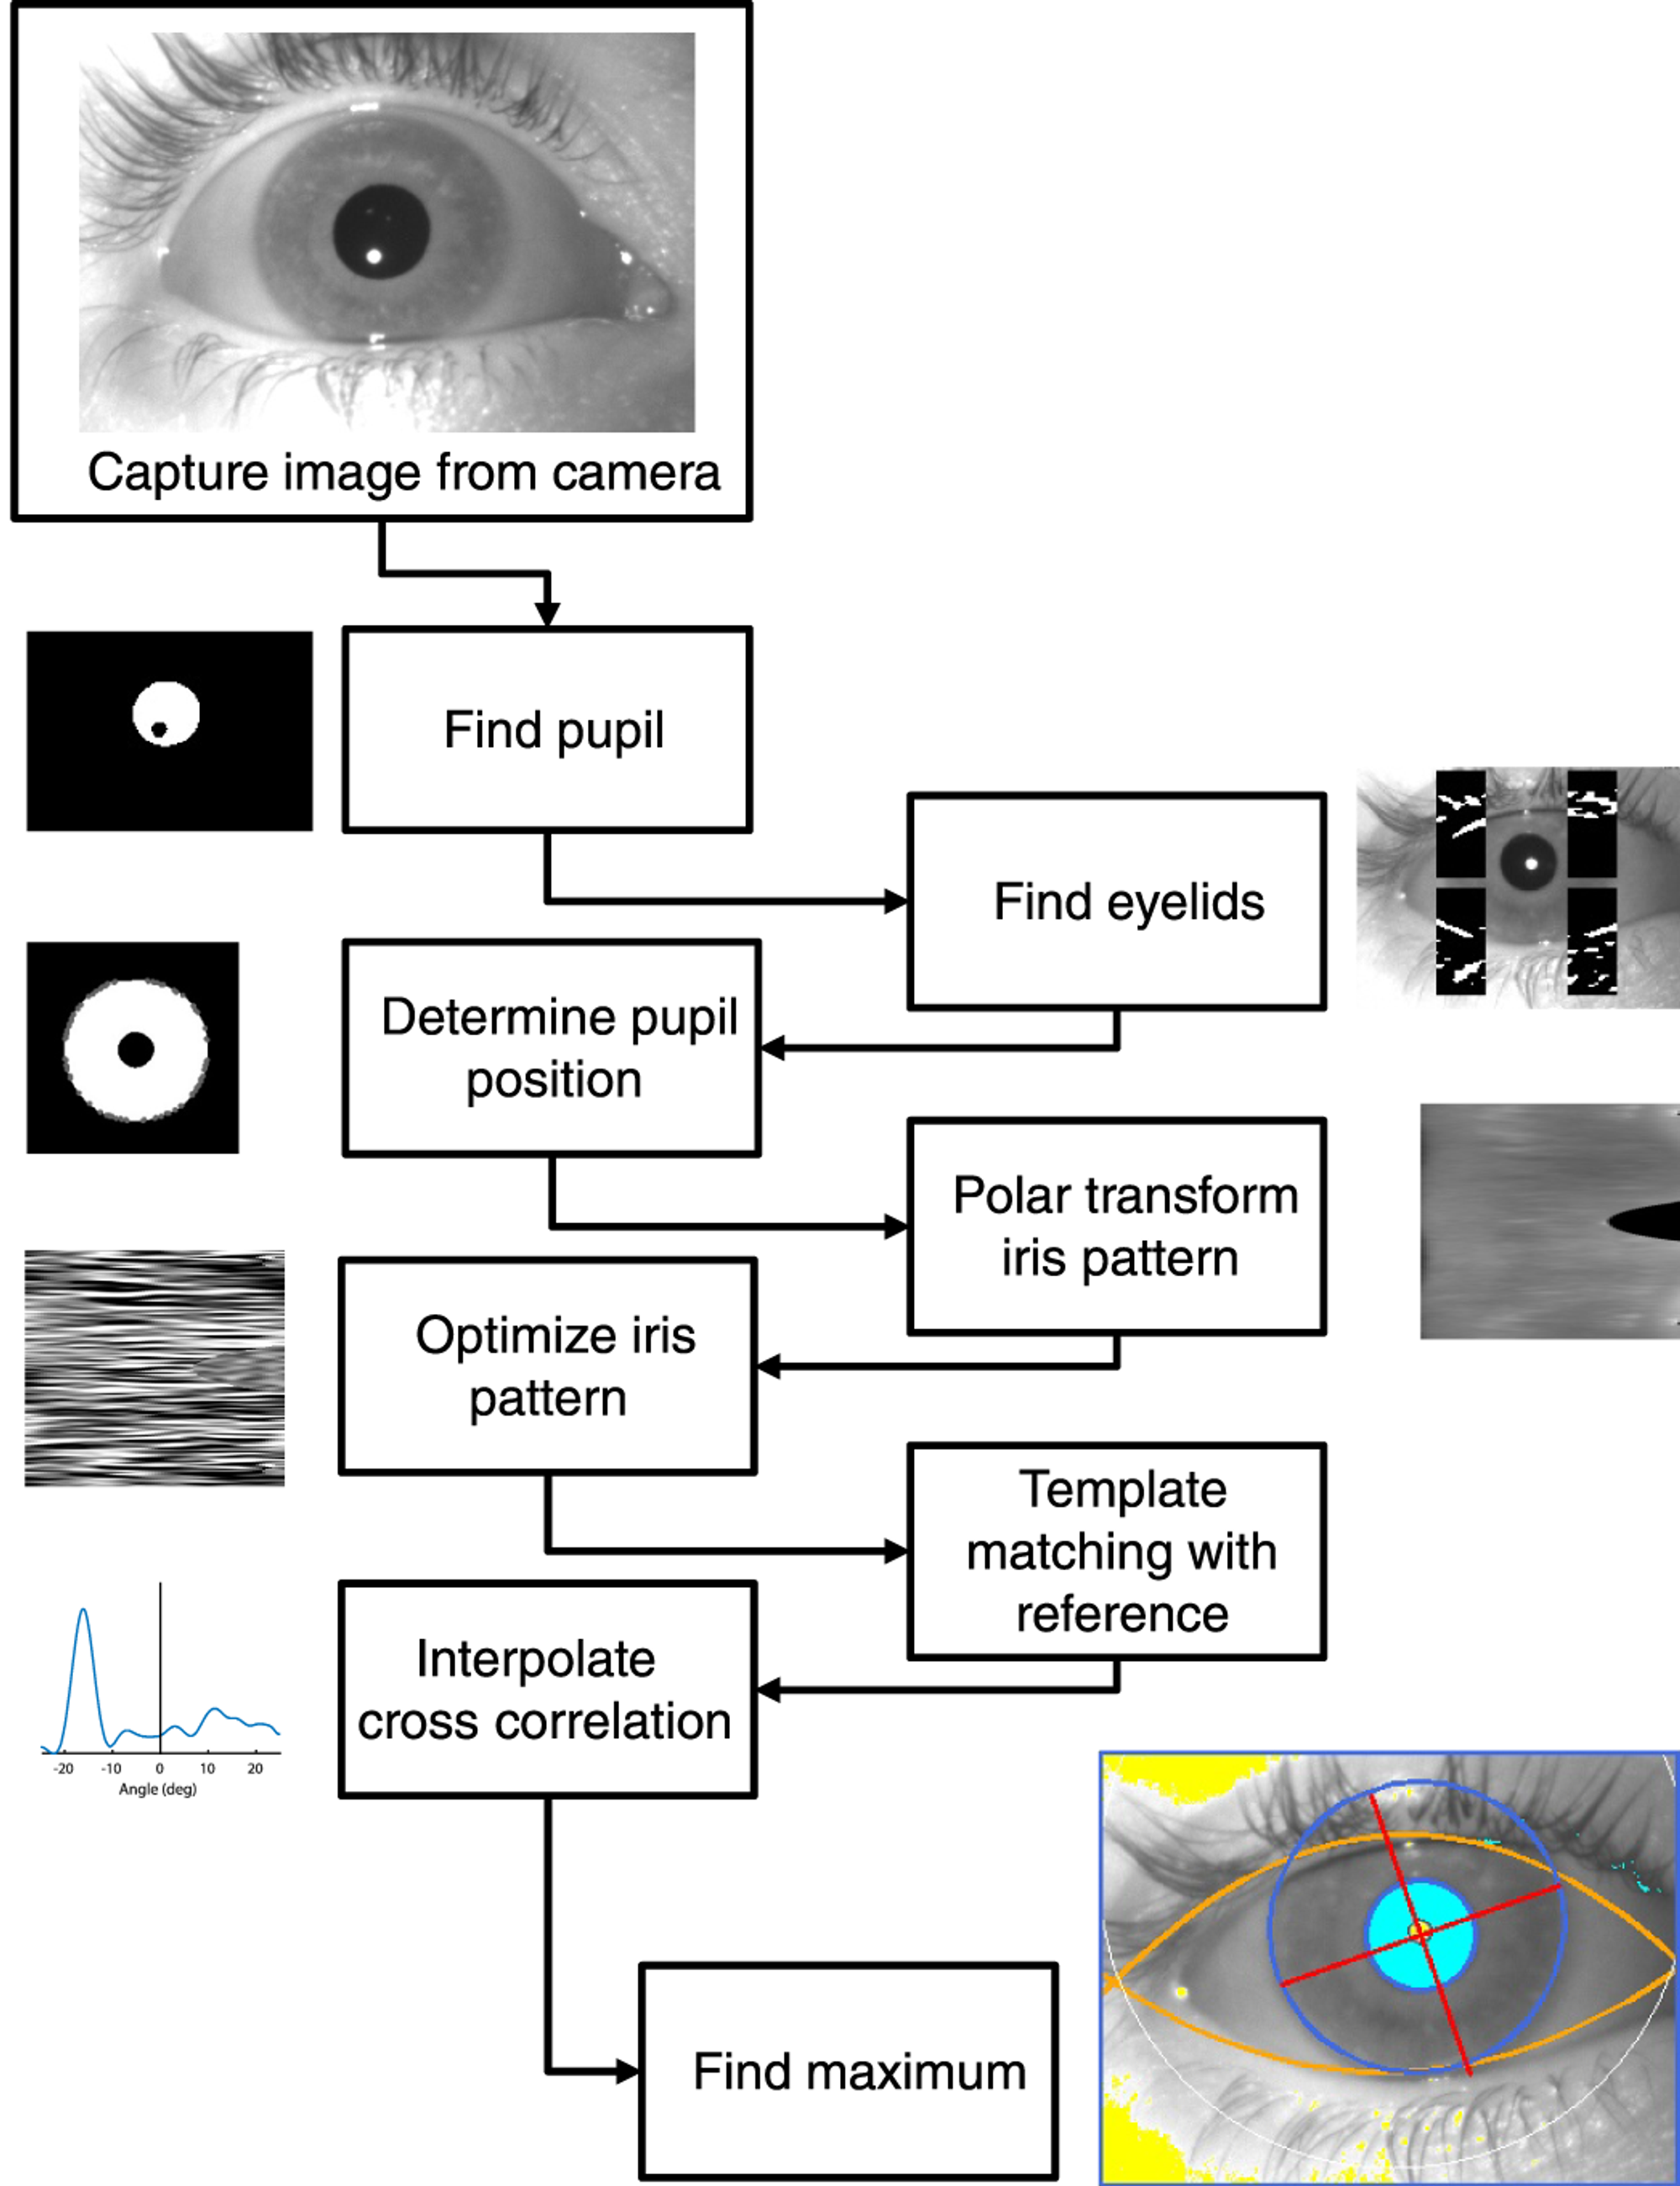 Capture image from camera
Find pupil
Find eyelids
Determine pupil
position
Polar transform
iris pattern
Optimize iris
pattern
Template
matching with
reference
Interpolate
cross correlation
-20 -10 0 10 20
Angle (deg)
Find maximum